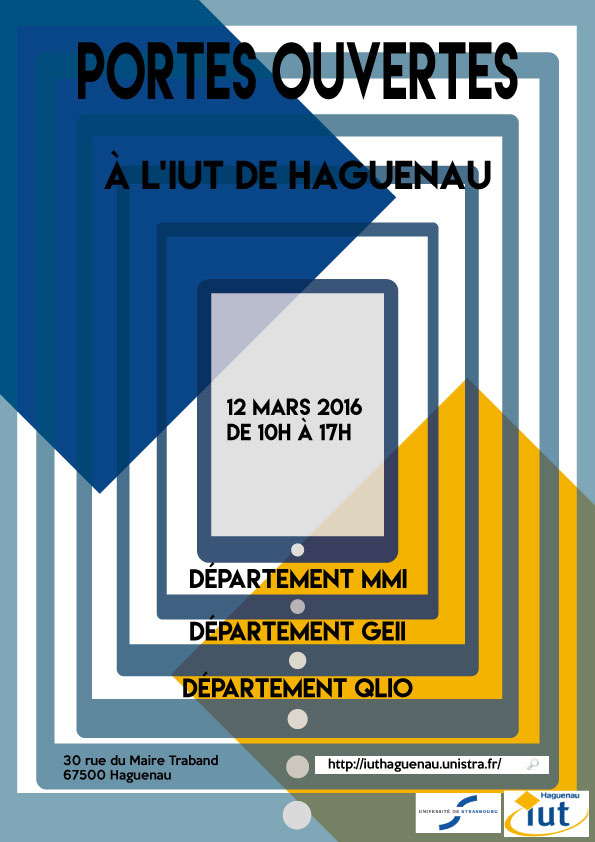 PORTES OUVERTES
À L'IUT DE HAGUENAU
12 MARS 2016
DE 10H À 17H
DÉPARTEMENT MMI
DÉPARTEMENT GEII
DÉPARTEMENT QLIO
30 rue du Maire Traband
67500 Haguenau
http://iuthaguenau.unistra.fr/
UNIVERSITÉ DE STRASBOURG
Haguenau
iut